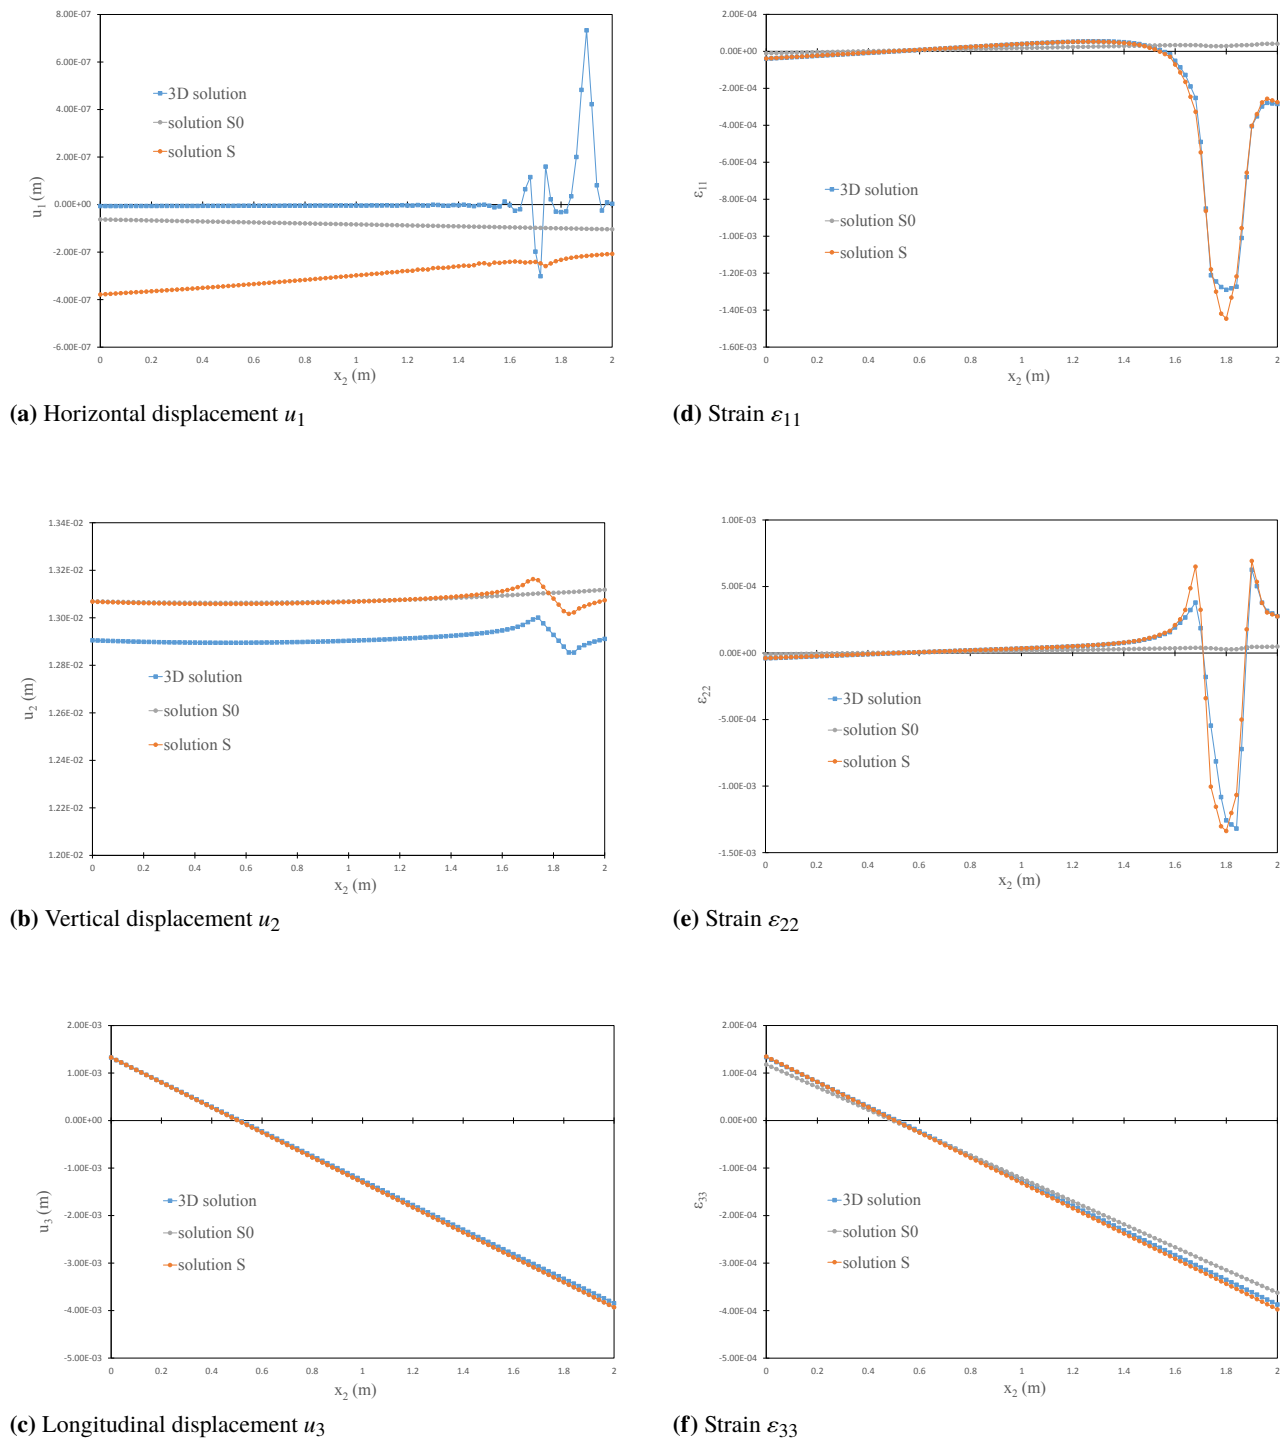 8.00E-07
6.00E-07
4.00E-07
2.00E-07
0.00E+00
-2.00E-07
-4.00E-07
-6.00E-07
u1 (m)
3D solution
solution S0
solution S
0 0.2 0.4 0.6 0.8 1 1.2 1.4 1.6 1.8 2
x2 (m)
(a) Horizontal displacement u1
2.00E-04
0.00E+00
-2.00E-04
-4.00E-04
-6.00E-04
-8.00E-04
-1.00E-03
-1.20E-03
-1.40E-03
-1.60E-03
ε11
3D solution
solution S0
solution S
0 0.2 0.4 0.6 0.8 1 1.2 1.4 1.6 1.8 2
x2 (m)
(d) Strain ε11
1.34E-02
1.32E-02
1.30E-02
1.28E-02
1.26E-02
1.24E-02
1.22E-02
1.20E-02
u2 (m)
3D solution
solution S0
solution S
0 0.2 0.4 0.6 0.8 1 1.2 1.4 1.6 1.8 2
x2 (m)
(b) Vertical displacement u2
1.00E-03
5.00E-04
0.00E+00
-5.00E-04
-1.00E-03
-1.50E-03
ε22
3D solution
solution S0
solution S
0 0.2 0.4 0.6 0.8 1 1.2 1.4 1.6 1.8 2
x2 (m)
(e) Strain ε22
2.00E-03
1.00E-03
0.00E+00
-1.00E-03
-2.00E-03
-3.00E-03
-4.00E-03
-5.00E-03
u3 (m)
3D solution
solution S0
solution S
0 0.2 0.4 0.6 0.8 1 1.2 1.4 1.6 1.8 2
x2 (m)
(c) Longitudinal displacement u3
2.00E-04
1.00E-04
0.00E+00
-1.00E-04
-2.00E-04
-3.00E-04
-4.00E-04
-5.00E-04
ε33
3D solution
solution S0
solution S
0 0.2 0.4 0.6 0.8 1 1.2 1.4 1.6 1.8 2
x2 (m)
(f) Strain ε33